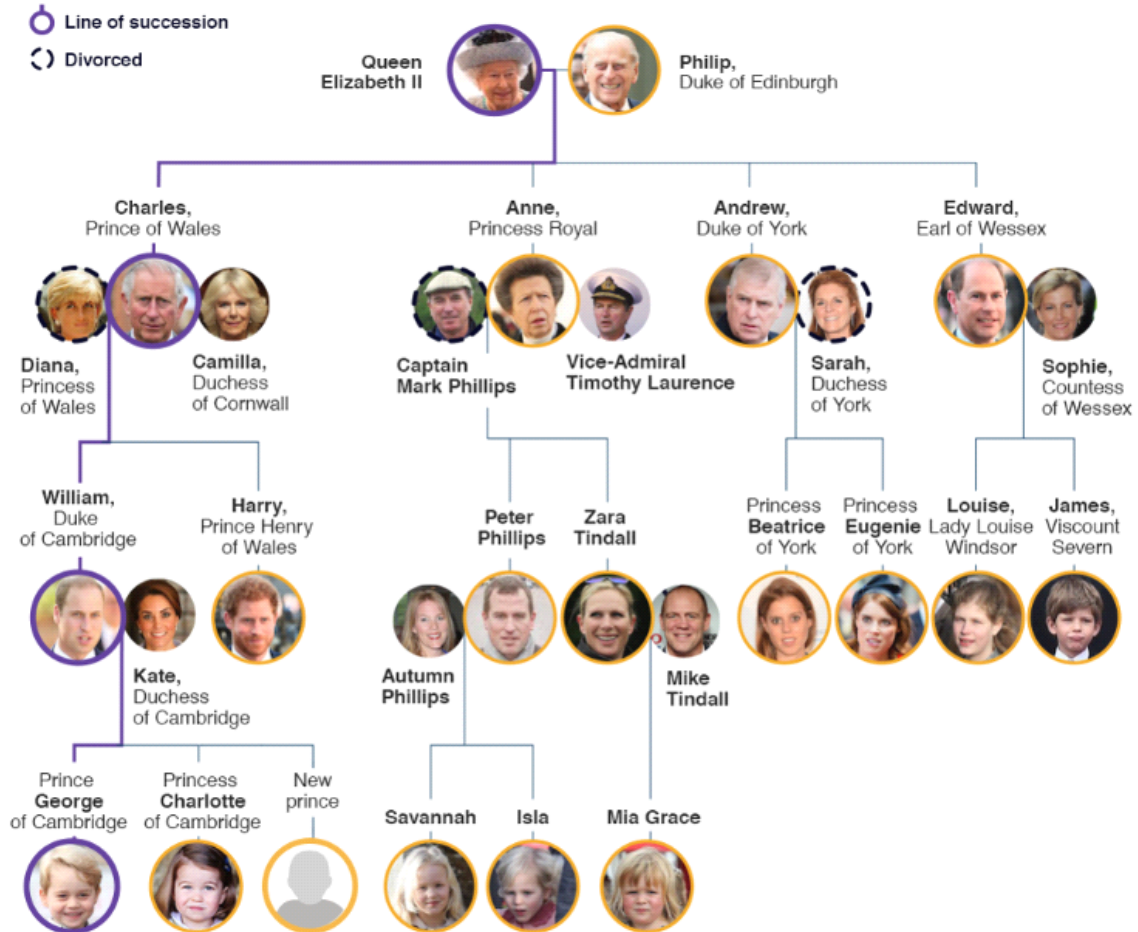 Line of succession
Divorced
Queen
Elizabeth II
Philip,
Duke of Edinburgh
Charles,
Prince of Wales
Anne,
Princess Royal
Andrew,
Duke of York
Edward,
Earl of Wessex
Diana,
Princess
of Wales
Camilla,
Duchess
of Cornwall
Captain
Mark Phillips
Vice-Admiral
Timothy Laurence
Sarah,
Duchess
of York
Sophie,
Countess
of Wessex
William,
Duke
of Cambridge
Harry,
Prince Henry
of Wales
Peter
Phillips
Zara
Tindall
Princess
Beatrice
of York
Princess
Eugenie
of York
Louise,
Lady Louise
Windsor
James,
Viscount
Severn
Kate,
Duchess
of Cambridge
Autumn
Phillips
Mike
Tindall
Prince
George
of Cambridge
Princess
Charlotte
of Cambridge
New
prince
Savannah
Isla
Mia Grace